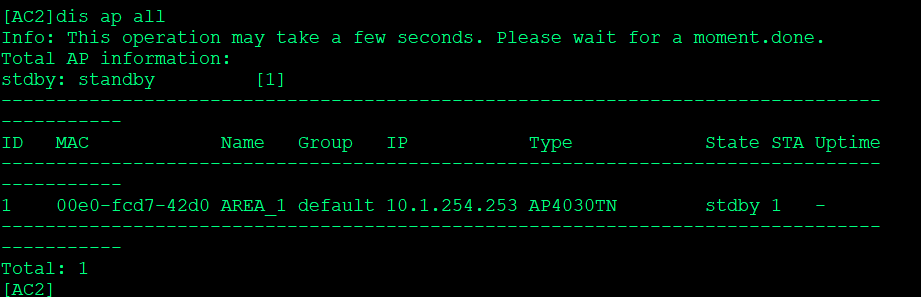 [AC2]dis ap all
Info: This operation may take a few seconds. Please wait for a moment.done.
Total AP information:
stdby: standby         [1]
--------------------------------------------------------------------------------
-----------
ID   MAC            Name   Group   IP           Type            State STA Uptime
--------------------------------------------------------------------------------
-----------
1    00e0-fcd7-42d0 AREA_1 default 10.1.254.253 AP4030TN        stdby 1   -
--------------------------------------------------------------------------------
-----------
Total: 1
[AC2]